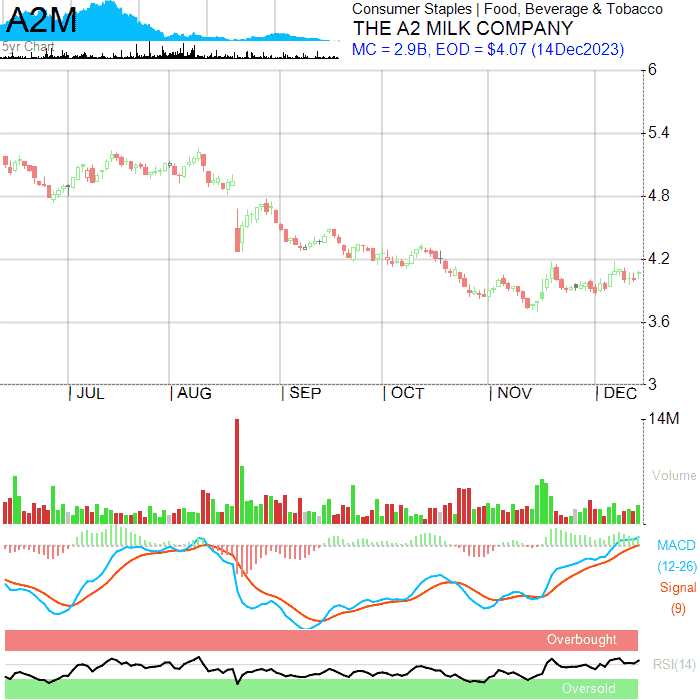 A2M
5yr Chart
Consumer Staples | Food, Beverage & Tobacco
THE A2 MILK COMPANY
MC = 2.9B, EOD = $4.07 (14Dec2023)
6
5.4
4.8
4.2
3.6
3
JUL AUG SEP OCT NOV DEC
14M
Volume
MACD
(12-26)
Signal
(9)
Overbought
RSI(14)
Oversold